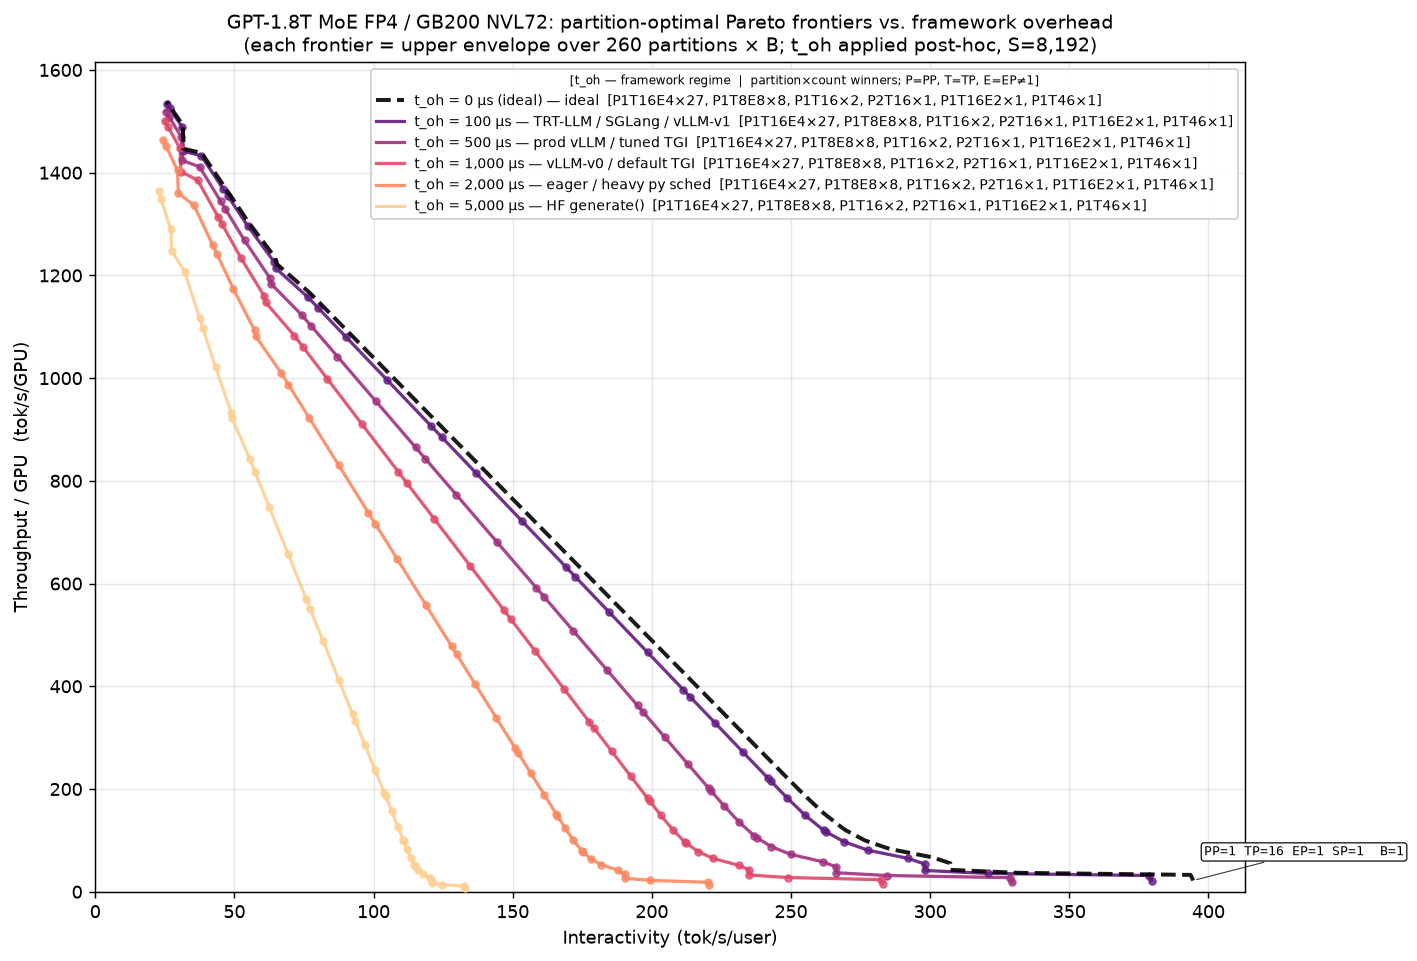 GPT-1.8T MoE FP4 / GB200 NVL72: partition-optimal Pareto frontiers vs. framework overhead
(each frontier = upper envelope over 260 partitions × B; t_oh applied post-hoc, S=8,192)
[t_oh — framework regime | partition×count winners; P=PP, T=TP, E=EP≠1]
t_oh = 0 µs (ideal) — ideal [P1T16E4×27, P1T8E8×8, P1T16×2, P2T16×1, P1T16E2×1, P1T46×1]
t_oh = 100 µs — TRT-LLM / SGLang / vLLM-v1 [P1T16E4×27, P1T8E8×8, P1T16×2, P2T16×1, P1T16E2×1, P1T46×1]
t_oh = 500 µs — prod vLLM / tuned TGI [P1T16E4×27, P1T8E8×8, P1T16×2, P2T16×1, P1T16E2×1, P1T46×1]
t_oh = 1,000 µs — vLLM-v0 / default TGI [P1T16E4×27, P1T8E8×8, P1T16×2, P2T16×1, P1T16E2×1, P1T46×1]
t_oh = 2,000 µs — eager / heavy py sched [P1T16E4×27, P1T8E8×8, P1T16×2, P2T16×1, P1T16E2×1, P1T46×1]
t_oh = 5,000 µs — HF generate() [P1T16E4×27, P1T8E8×8, P1T16×2, P2T16×1, P1T16E2×1, P1T46×1]
Throughput / GPU (tok/s/GPU)
1600
1400
1200
1000
800
600
400
200
0
PP=1 TP=16 EP=1 SP=1 B=1
0
50
100
150
200
250
300
350
400
Interactivity (tok/s/user)